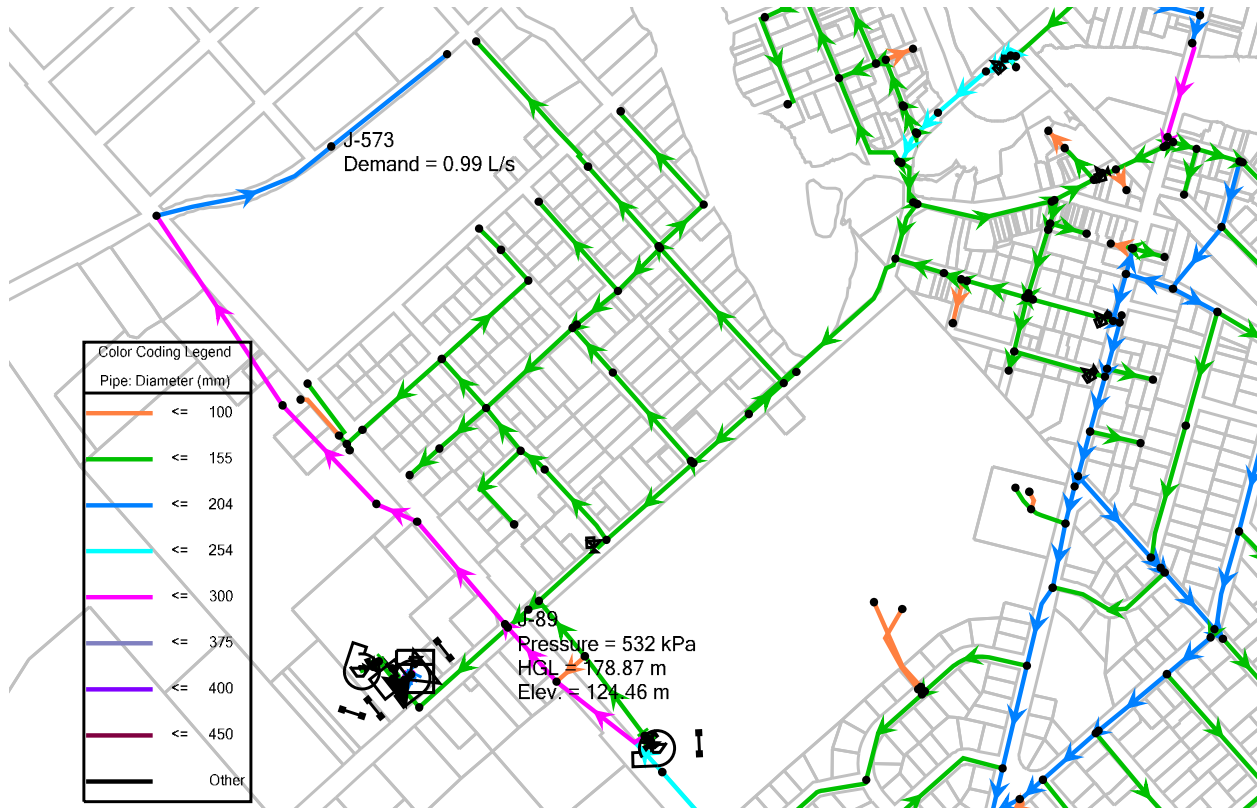 J-573
Demand = 0.99 L/s
Color Coding Legend
Pipe: Diameter (mm)
<= 100
<= 155
<= 204
<= 254
<= 300
<= 375
<= 400
<= 450
Other
J-89
Pressure = 532 kPa
HGL = 178.87 m
Elev. = 124.46 m